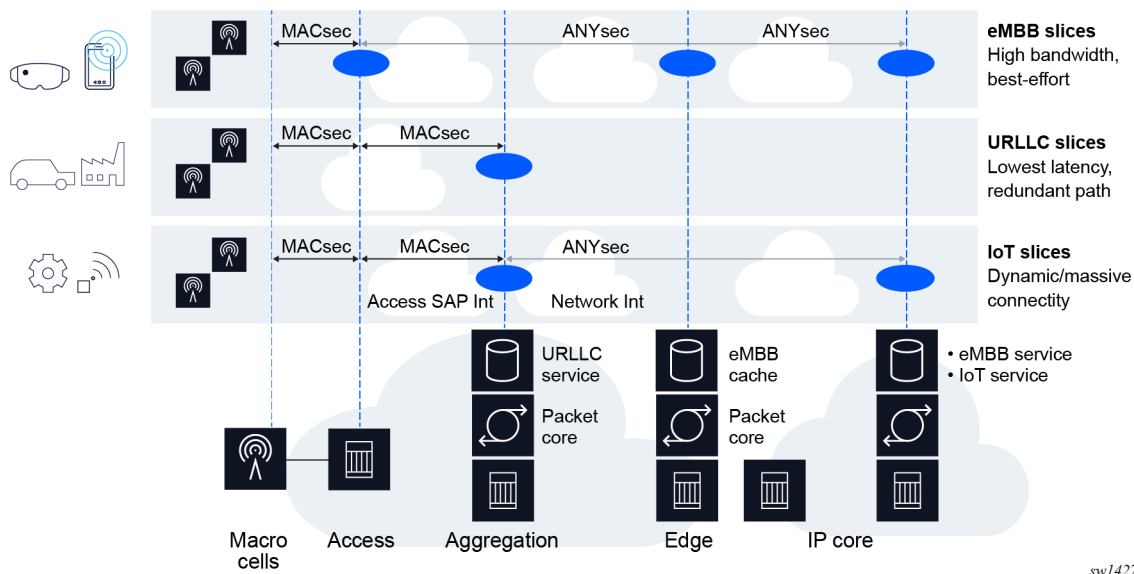 MACsec
ANYsec
ANYsec
eMBB slices
High bandwidth,
best-effort
MACsec
MACsec
URLLC slices
Lowest latency,
redundant path
MACsec
MACsec
ANYsec
IoT slices
Dynamic/massive
connectity
Access SAP Int
Network Int
URLLC
service
eMBB
cache
• eMBB service
• IoT service
Packet
core
Packet
core
Macro
cells
Access
Aggregation
Edge
IP core